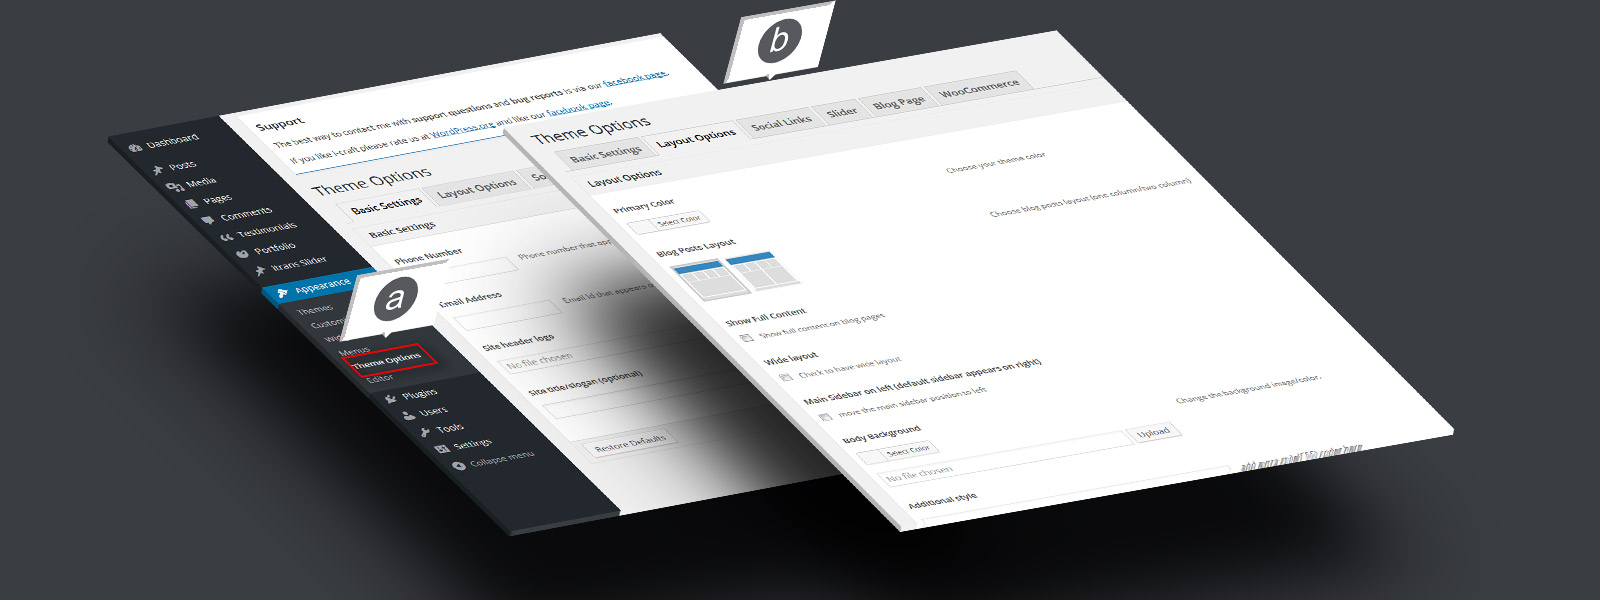 Dashboard
Posts
Media
Pages
Comments
Testimonials
Portfolio
itrans Slider
Appearance
Themes
Menus
Theme Options
Editor
Plugins
Users
Tools
Settings
Collapse menu
a
Support
The best way to contact me with support questions and bug reports is via our facebook page.
If you like i-craft please rate us at WordPress.org and like our facebook page.
Theme Options
Basic Settings
Layout Options
Basic Settings
Phone Number
Phone number that
Email Address
Email Id that appears
Site header logo
No file chosen
Site title/slogan (optional)
Restore Defaults
b
Theme Options
Basic Settings
Layout Options
Social Links
Slider
Blog Page
WooCommerce
Layout Options
Primary Color
Select Color
Choose your theme color
Blog Posts Layout
Choose blog posts layout (one column/two column)
Show Full Content
Show full content on blog pages
Wide layout
Check to have wide layout
Main Sidebar on left (default sidebar appears on right)
move the main sidebar position to left
Body Background
Select Color
No file chosen
Upload
Change the background image/color.
Additional style